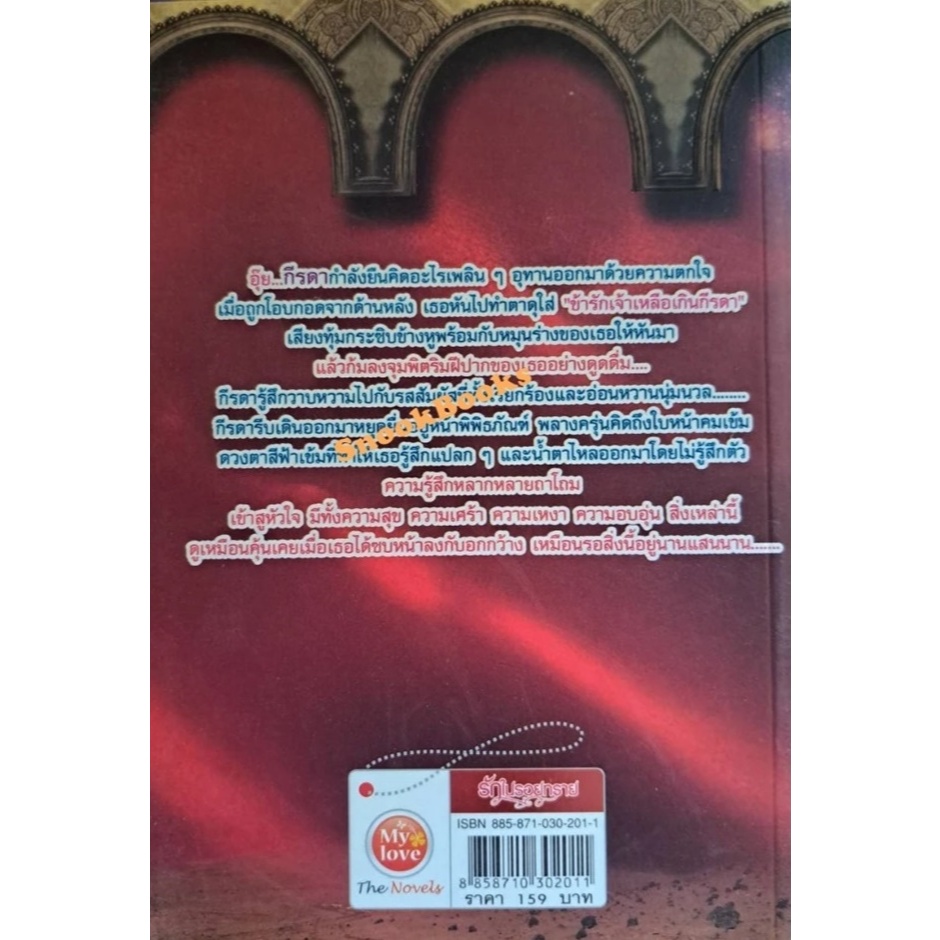 อุ๊ย...กีรดากำลังยืนคิดอะไรเพลิน ๆ อุทานออกมาด้วยความตกใจ
เมื่อถูกโอบกอดจากด้านหลัง เธอหันไปทำตาดุใส่ "ข้ารักเจ้าเหลือเกินกีรดา"
เสียงทุ้มกระซิบข้างหูพร้อมกับหมุนร่างของเธอให้หันมา
แล้วก้มลงจุมพิตริมฝีปากของเธออย่างดูดดื่ม....
กีรดารู้สึกวาบหวามไปกับรสสัมผัสที่ และอ่อนหวานนุ่มนวล........
กีรดารีบเดินออกมาหยุด หน้าพิพิธภัณฑ์ พลางครุ่นคิดถึงใบหน้าคมเข้ม
ดวงตาสีฟ้าเข้ม ให้เธอรู้สึกแปลก ๆ และน้ำตาไหลออกมาโดยไม่รู้สึกตัว
ความรู้สึกหลากหลายถาโถม
เข้าสู่หัวใจ มีทั้งความสุข ความเศร้า ความเหงา ความอบอุ่น สิ่งเหล่านี้
ดูเหมือนคุ้นเคยเมื่อเธอได้ซบหน้าลงกับอกกว้าง เหมือนรอสิ่งนี้อยู่นานแสนนาน.......
SnookBooks
รักในรอยทราย
ISBN 885-871-030-201-1
My love
The Novels
8 858710 302011
ราคา 159 บาท